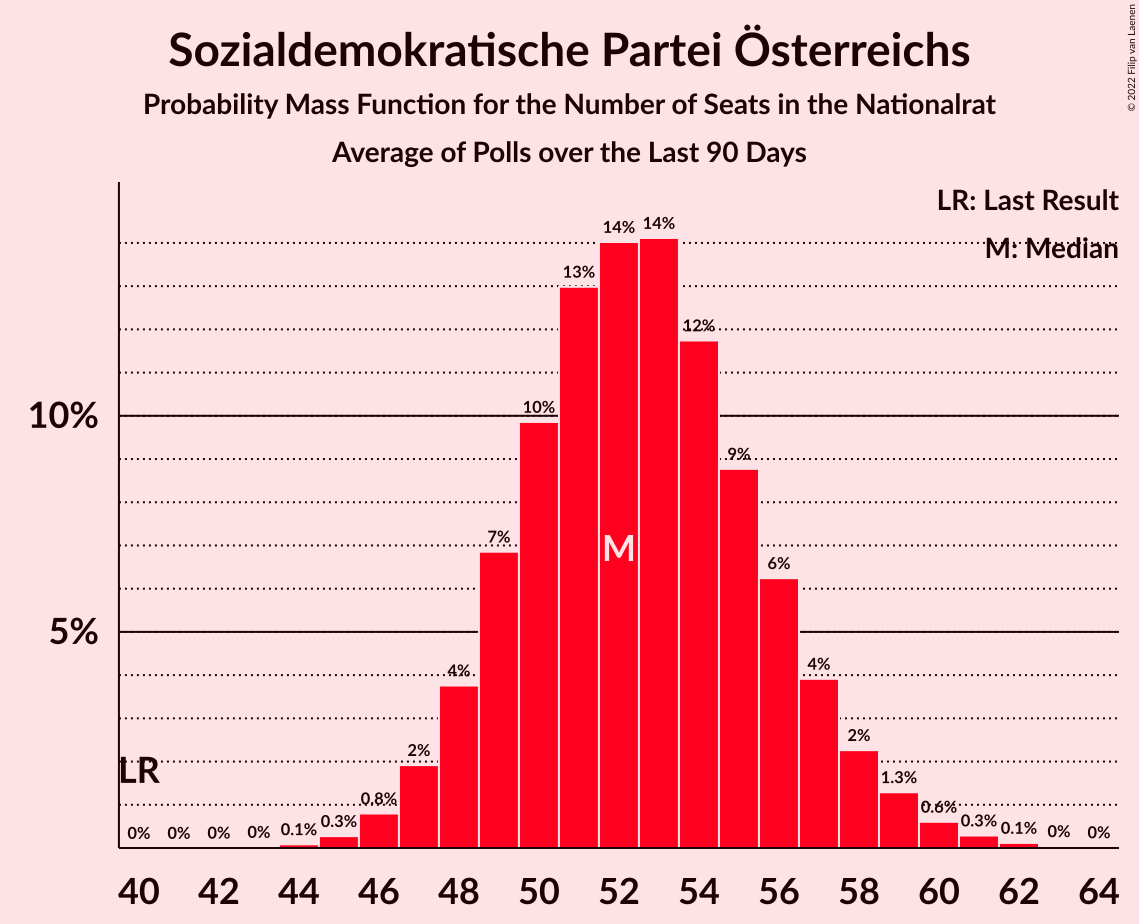 Sozialdemokratische Partei Österreichs
Probability Mass Function for the Number of Seats in the Nationalrat
Average of Polls over the Last 90 Days
© 2022 Filip van Laenen
LR: Last Result
M: Median
14% 14%
13%
12%
10% 10%
9%
7%
M
6%
5%
4% 4%
2% 2%
LR
1.3%
0.8% 0.6%
0.3% 0.3%
0% 0% 0% 0% 0.1% 0.1% 0% 0%
40 42 44 46 48 50 52 54 56 58 60 62 64